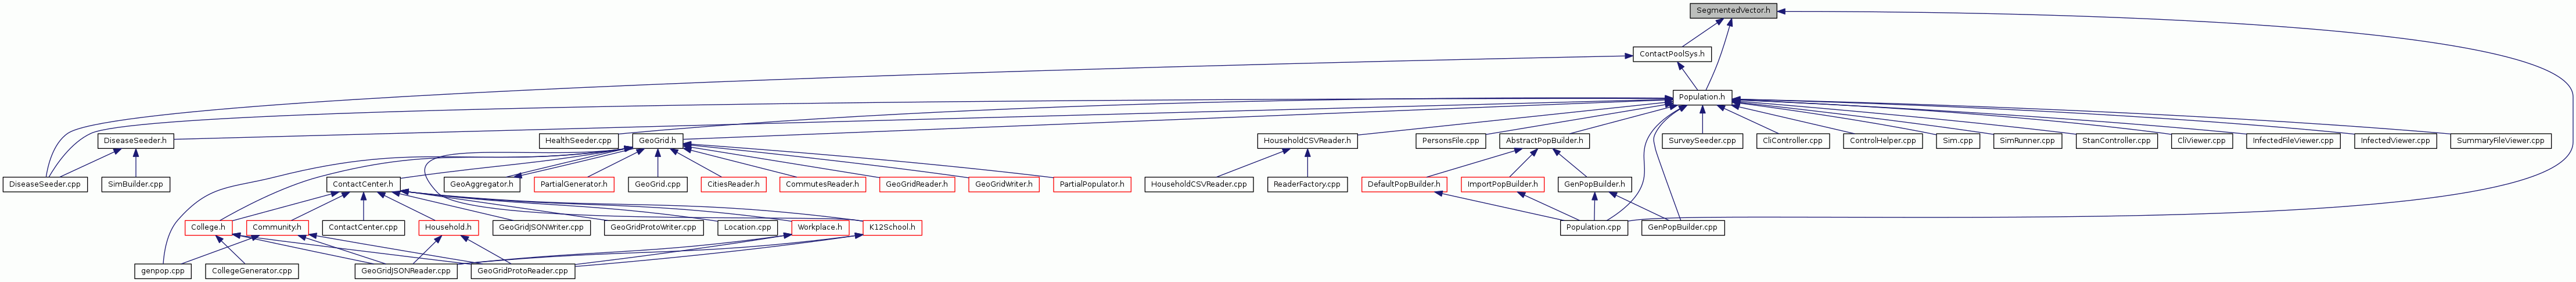 SegmentedVector.h
ContactPoolSys.h
Population.h
DiseaseSeeder.h
HealthSeeder.cpp
GeoGrid.h
HouseholdCSVReader.h
PersonsFile.cpp
AbstractPopBuilder.h
SurveySeeder.cpp
CliController.cpp
ControlHelper.cpp
Sim.cpp
SimRunner.cpp
StanController.cpp
CliViewer.cpp
InfectedFileViewer.cpp
InfectedViewer.cpp
SummaryFileViewer.cpp
DiseaseSeeder.cpp
SimBuilder.cpp
ContactCenter.h
GeoAggregator.h
PartialGenerator.h
GeoGrid.cpp
CitiesReader.h
CommutesReader.h
GeoGridReader.h
GeoGridWriter.h
PartialPopulator.h
HouseholdCSVReader.cpp
ReaderFactory.cpp
DefaultPopBuilder.h
ImportPopBuilder.h
GenPopBuilder.h
College.h
Community.h
ContactCenter.cpp
Household.h
GeoGridJSONWriter.cpp
GeoGridProtoWriter.cpp
Location.cpp
Workplace.h
K12School.h
Population.cpp
GenPopBuilder.cpp
genpop.cpp
CollegeGenerator.cpp
GeoGridJSONReader.cpp
GeoGridProtoReader.cpp